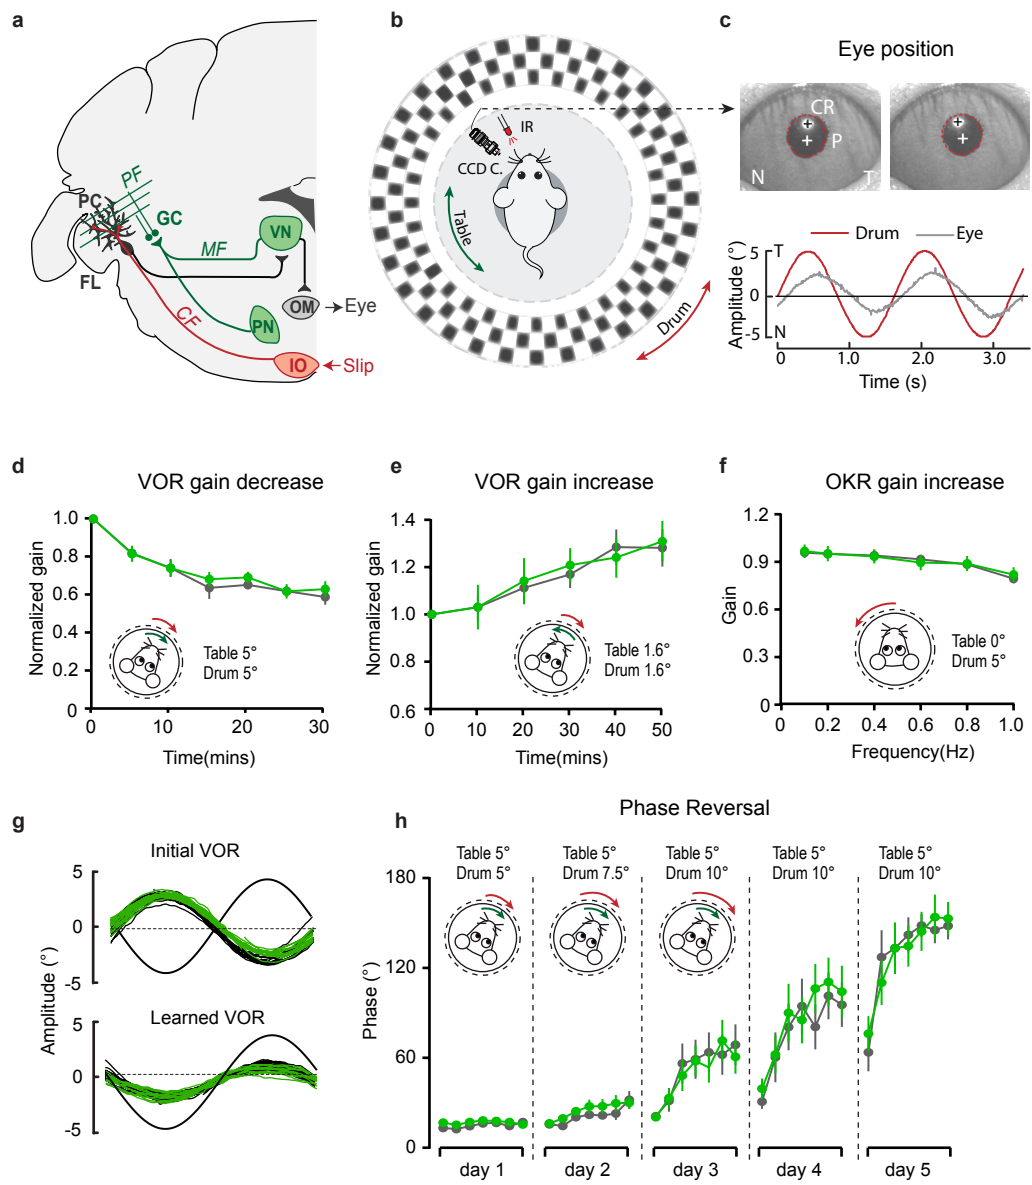 a
PF
PC
GC
MF
VN
FL
OM
Eye
CF
PN
IO
Slip
b
IR
CCD C.
Table
Drum
c
Eye position
CR
P
N
T
Drum
Eye
Amplitude (°)
5
T
0
-5
N
0
1.0
2.0
3.0
Time (s)
d
VOR gain decrease
Normalized gain
1.0
0.8
0.6
0.4
0.2
0
Table 5°
Drum 5°
0
10
20
30
Time(mins)
e
VOR gain increase
Normalized gain
1.4
1.2
1.0
0.8
0.6
Table 1.6°
Drum 1.6°
0
10
20
30
40
50
Time(mins)
f
OKR gain increase
Gain
1.2
0.9
0.6
0.3
0
Table 0°
Drum 5°
0.2
0.4
0.6
0.8
1.0
Frequency(Hz)
g
Initial VOR
Amplitude (°)
5
0
-5
Learned VOR
5
0
-5
h
Phase Reversal
Phase (°)
180
120
60
0
Table 5°
Drum 5°
Table 5°
Drum 7.5°
Table 5°
Drum 10°
Table 5°
Drum 10°
Table 5°
Drum 10°
day 1
day 2
day 3
day 4
day 5